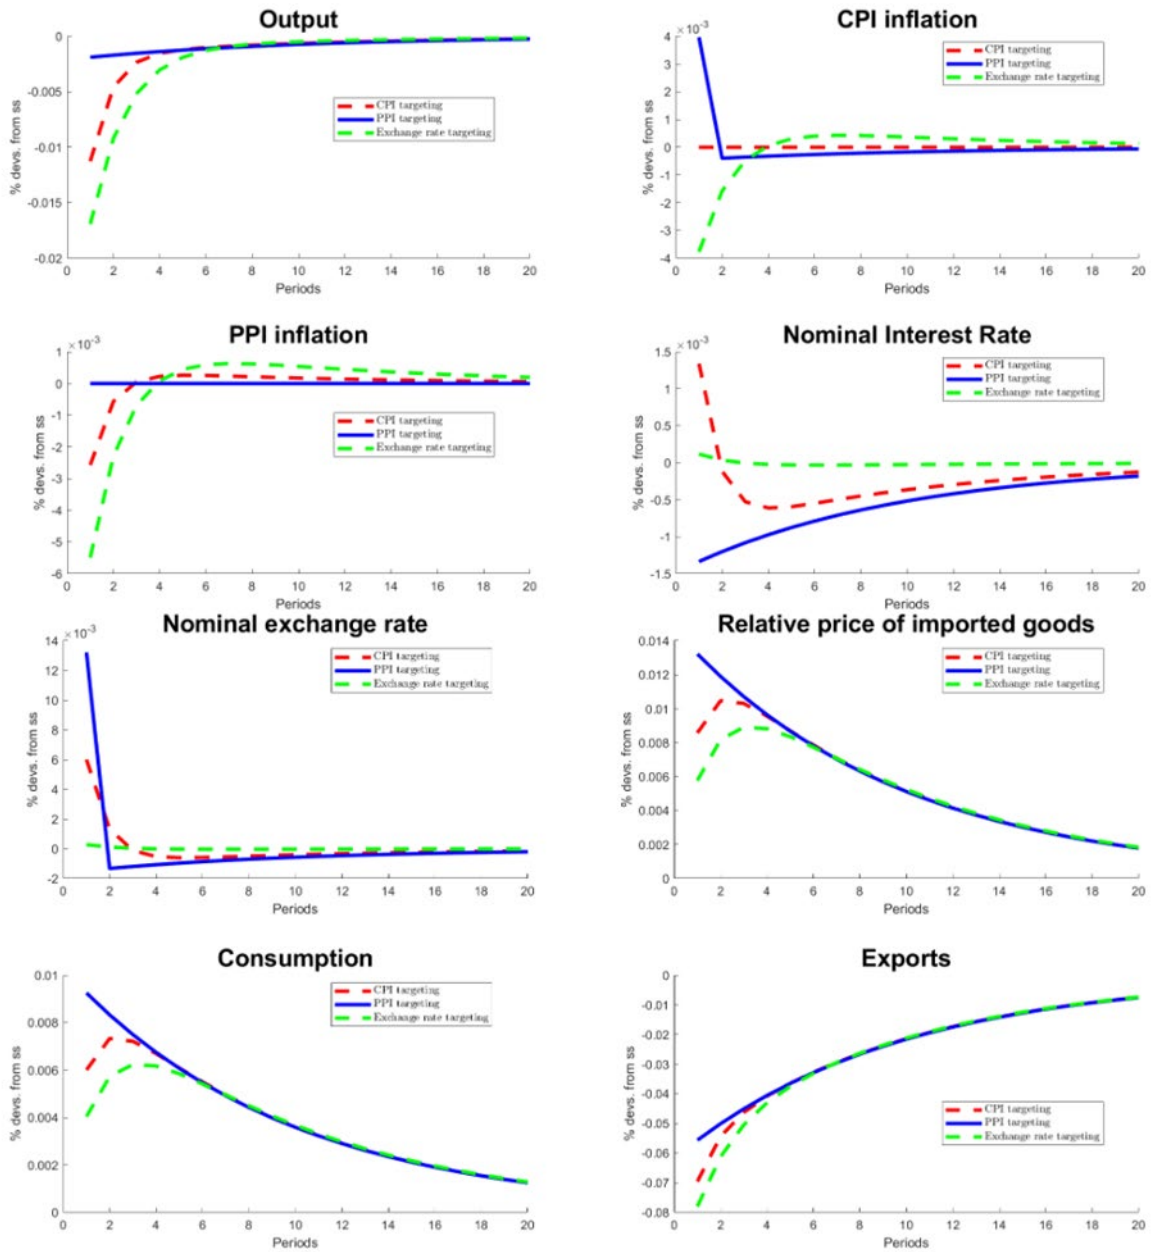 Output
% devs. from ss
0
-0.005
-0.01
-0.015
-0.02
CPI targeting
PPI targeting
Exchange rate targeting
0 2 4 6 8 10 12 14 16 18 20
Periods
CPI inflation
×10⁻³
% devs. from ss
4
3
2
1
0
-1
-2
-3
-4
CPI targeting
PPI targeting
Exchange rate targeting
0 2 4 6 8 10 12 14 16 18 20
Periods
PPI inflation
×10⁻³
% devs. from ss
1
0
-1
-2
-3
-4
-5
-6
CPI targeting
PPI targeting
Exchange rate targeting
0 2 4 6 8 10 12 14 16 18 20
Periods
Nominal Interest Rate
×10⁻³
% devs. from ss
1.5
1
0.5
0
-0.5
-1
-1.5
CPI targeting
PPI targeting
Exchange rate targeting
0 2 4 6 8 10 12 14 16 18 20
Periods
Nominal exchange rate
×10⁻³
% devs. from ss
14
12
10
8
6
4
2
0
-2
CPI targeting
PPI targeting
Exchange rate targeting
0 2 4 6 8 10 12 14 16 18 20
Periods
Relative price of imported goods
% devs. from ss
0.014
0.012
0.01
0.008
0.006
0.004
0.002
0
CPI targeting
PPI targeting
Exchange rate targeting
0 2 4 6 8 10 12 14 16 18 20
Periods
Consumption
% devs. from ss
0.01
0.008
0.006
0.004
0.002
0
CPI targeting
PPI targeting
Exchange rate targeting
0 2 4 6 8 10 12 14 16 18 20
Periods
Exports
% devs. from ss
0
-0.01
-0.02
-0.03
-0.04
-0.05
-0.06
-0.07
-0.08
CPI targeting
PPI targeting
Exchange rate targeting
0 2 4 6 8 10 12 14 16 18 20
Periods